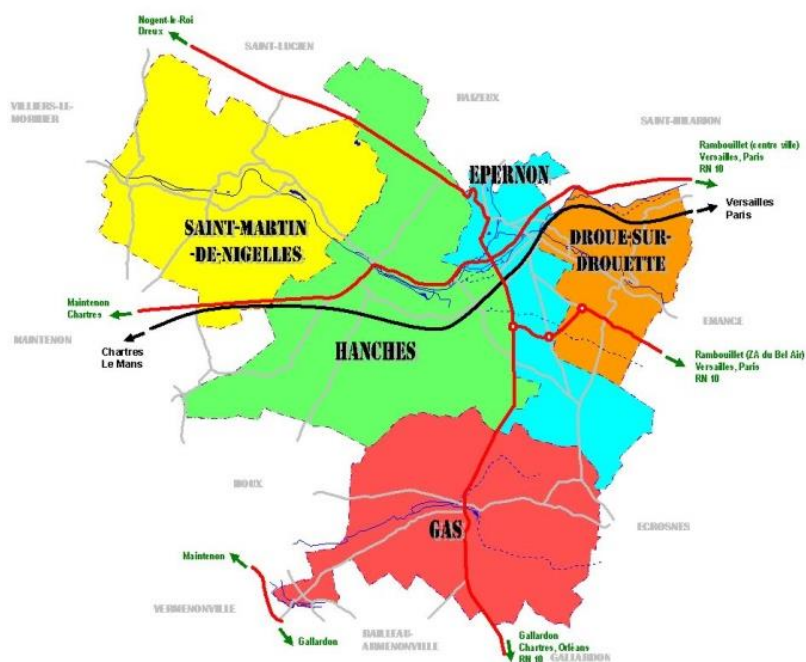 Nogent-le-Roi
Dreux
SAINT-LUCIEN
VILLIERS-LE-
MORHIER
RAIZEUX
SAINT-HILARION
EPERNON
Rambouillet (centre ville)
Versailles, Paris
RN 10
Versailles
Paris
SAINT-MARTIN
-DE-NIGELLES
DROUE-SUR-
DROUETTE
Maintenon
Chartres
EMANCE
MAINTENON
Chartres
Le Mans
HANCHES
Rambouillet (ZA du Bel Air)
Versailles, Paris
RN 10
HOUX
ECROSNES
GAS
Maintenon
YERMENONVILLE
Gallardon
BAILLEAU-
ARMENONVILLE
Gallardon
Chartres, Orléans
RN 10
GALLARDON